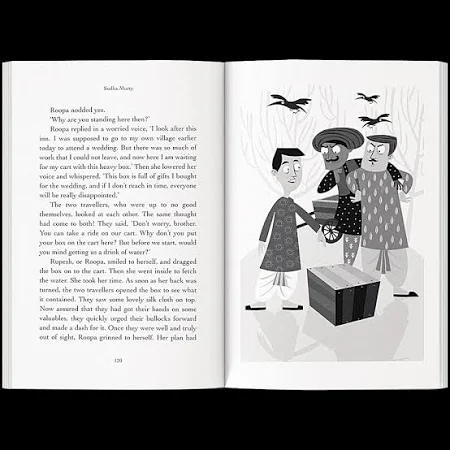 Sudha Murty
Roopa nodded yes.
'Why are you standing here then?'
Roopa replied in a worried voice, 'I look after this
inn. I was supposed to go to my own village earlier
today to attend a wedding. But there was so much of
work that I could not leave, and now here I am waiting
for my cart with this heavy box.' Then she lowered her
voice and whispered, 'This box is full of gifts I bought
for the wedding, and if I don't reach in time, everyone
will be really disappointed.'
The two travellers, who were up to no good
themselves, looked at each other. The same thought
had come to both! They said, 'Don't worry, brother.
You can take a ride on our cart. Why don't you put
your box on the cart here? But before we start, would
you mind getting us a drink of water?'
Rupesh, or Roopa, smiled to herself, and dragged
the box on to the cart. Then she went inside to fetch
the water. She took her time. As soon as her back was
turned, the two travellers opened the box to see what
it contained. They saw some lovely silk cloth on top.
Now assured that they had got their hands on some
valuables, they quickly urged their bullocks forward
and made a dash for it. Once they were well and truly
out of sight, Roopa grinned to herself. Her plan had
120